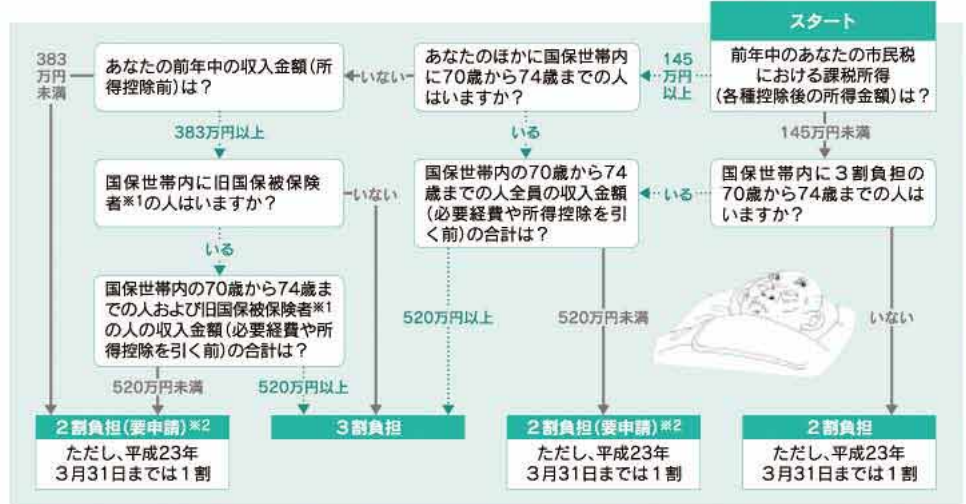 スタート
前年中のあなたの市民税
における課税所得
(各種控除後の所得金額)は?
145
万円
以上
145万円未満
あなたのほかに国保世帯内
に70歳から74歳までの人
はいますか?
いない
いる
あなたの前年中の収入金額(所
得控除前)は?
383
万円
未満
383万円以上
国保世帯内に旧国保被保険
者※1の人はいますか?
いない
いる
国保世帯内の70歳から74
歳までの人全員の収入金額
(必要経費や所得控除を引
く前)の合計は?
国保世帯内に3割負担の
70歳から74歳までの人は
いますか?
いる
いない
国保世帯内の70歳から74歳ま
での人および旧国保被保険者※1
の人の収入金額(必要経費や所
得控除を引く前)の合計は?
520万円未満
520万円以上
520万円以上
520万円未満
2割負担(要申請)※2
ただし、平成23年
3月31日までは1割
3割負担
2割負担(要申請)※2
ただし、平成23年
3月31日までは1割
2割負担
ただし、平成23年
3月31日までは1割